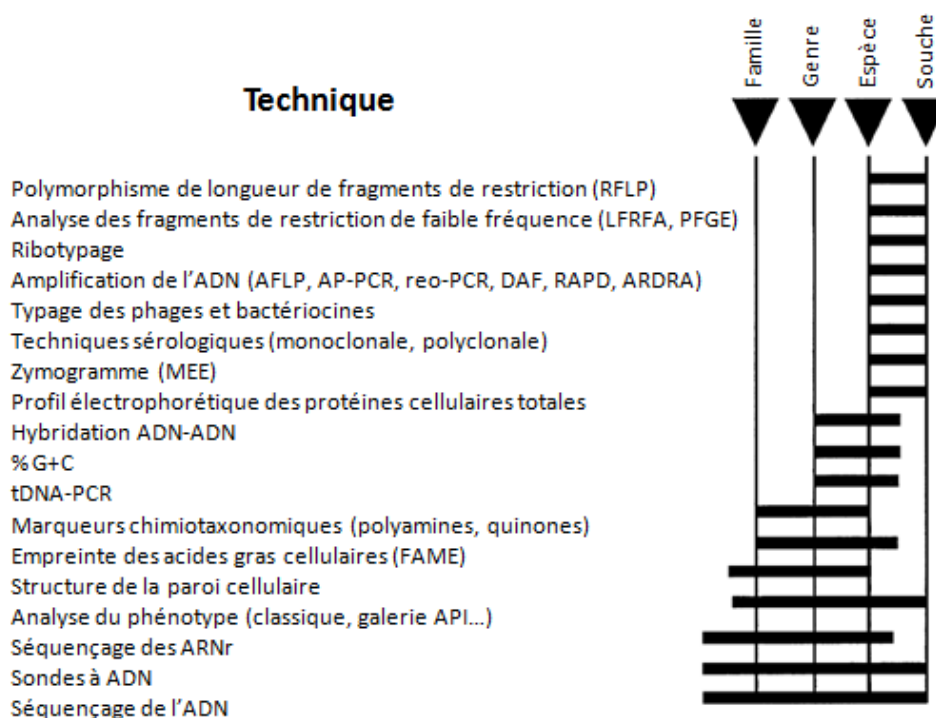 Famille
Genre
Espèce
Souche
Technique
Polymorphisme de longueur de fragments de restriction (RFLP)
Analyse des fragments de restriction de faible fréquence (LFRFA, PFGE)
Ribotypage
Amplification de l'ADN (AFLP, AP-PCR, reo-PCR, DAF, RAPD, ARDRA)
Typage des phages et bactériocines
Techniques sérologiques (monoclonale, polyclonale)
Zymogramme (MEE)
Profil électrophorétique des protéines cellulaires totales
Hybridation ADN-ADN
% G+C
tDNA-PCR
Marqueurs chimiotaxonomiques (polyamines, quinones)
Empreinte des acides gras cellulaires (FAME)
Structure de la paroi cellulaire
Analyse du phénotype (classique, galerie API...)
Séquençage des ARNr
Sondes à ADN
Séquençage de l'ADN